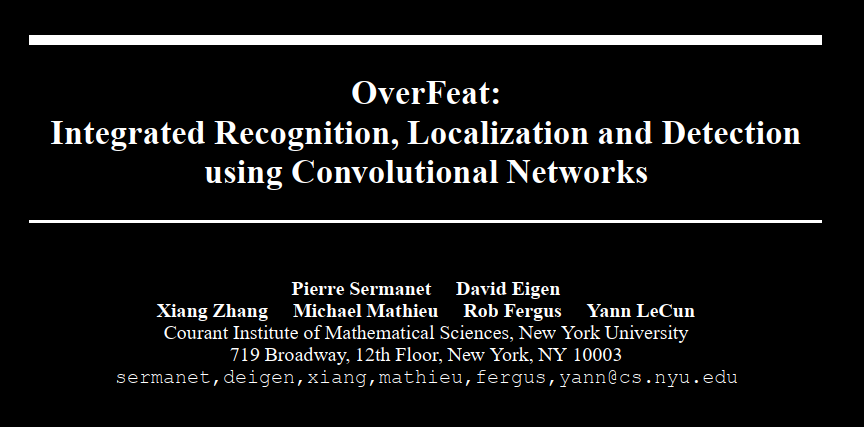 OverFeat:
Integrated Recognition, Localization and Detection
using Convolutional Networks
Pierre Sermanet David Eigen
Xiang Zhang Michael Mathieu Rob Fergus Yann LeCun
Courant Institute of Mathematical Sciences, New York University
719 Broadway, 12th Floor, New York, NY 10003
sermanet,deigen,xiang,mathieu,fergus,yann@cs.nyu.edu